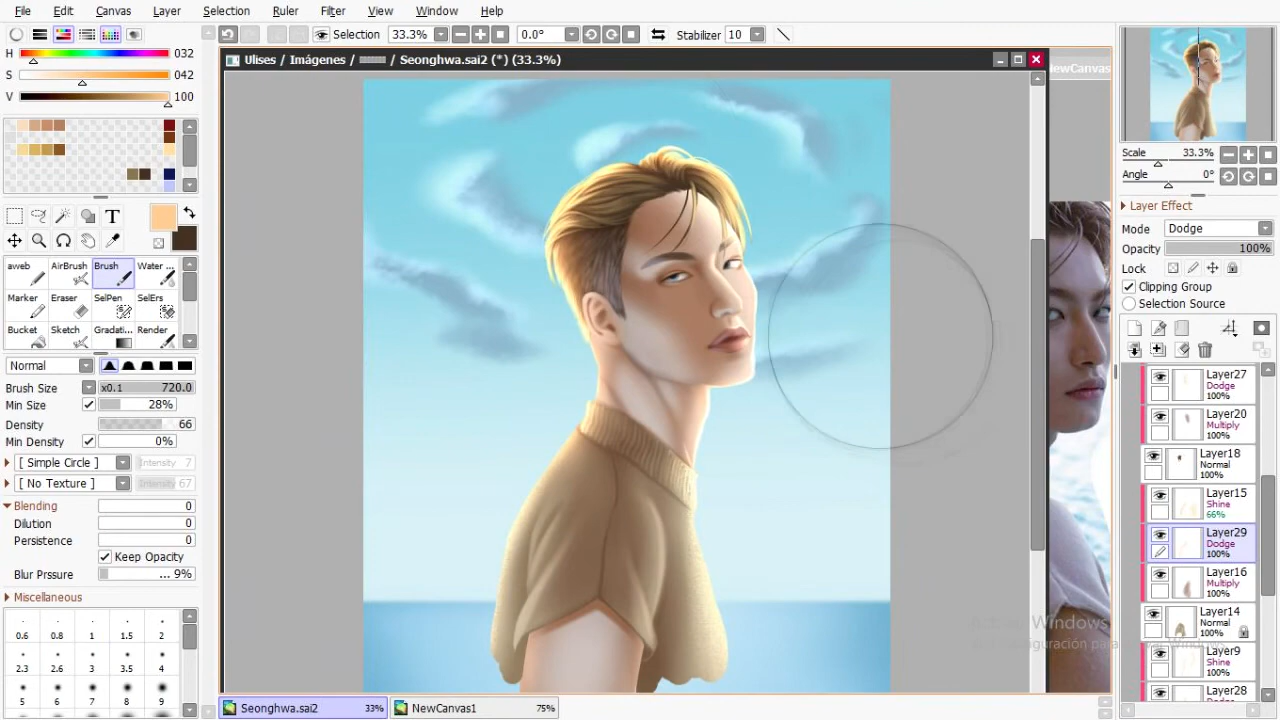 File Edit Canvas Layer Selection Ruler Filter View Window Help
Selection 33.3% 0.0° Stabilizer 10
H 032
S 042
V 100
Ulises / Imágenes / / Seonghwa.sai2 (*) (33.3%)
NewCanvas
Scale 33.3%
Angle 0°
Layer Effect
Mode Dodge
Opacity 100%
Lock
Clipping Group
Selection Source
T
aweb AirBrush Brush Water ...
Marker Eraser SelPen SelErs
Bucket Sketch Gradati... Render
Normal
Brush Size x0.1 720.0
Min Size 28%
Density 66
Min Density 0%
[ Simple Circle ] Intensity 7
[ No Texture ] Intensity 67
Blending 0
Dilution 0
Persistence 0
Keep Opacity
Blur Prssure ... 9%
Miscellaneous
0.6 0.8 1 1.5 2
2.3 2.6 3 3.5 4
5 6 7 8 9
Layer27
Dodge
100%
Layer20
Multiply
100%
Layer18
Normal
100%
Layer15
Shine
66%
Layer29
Dodge
100%
Layer16
Multiply
100%
Layer14
Normal
100%
Layer9
Shine
100%
Layer28
Dodge
Windows
Seonghwa.sai2 33% NewCanvas1 75%